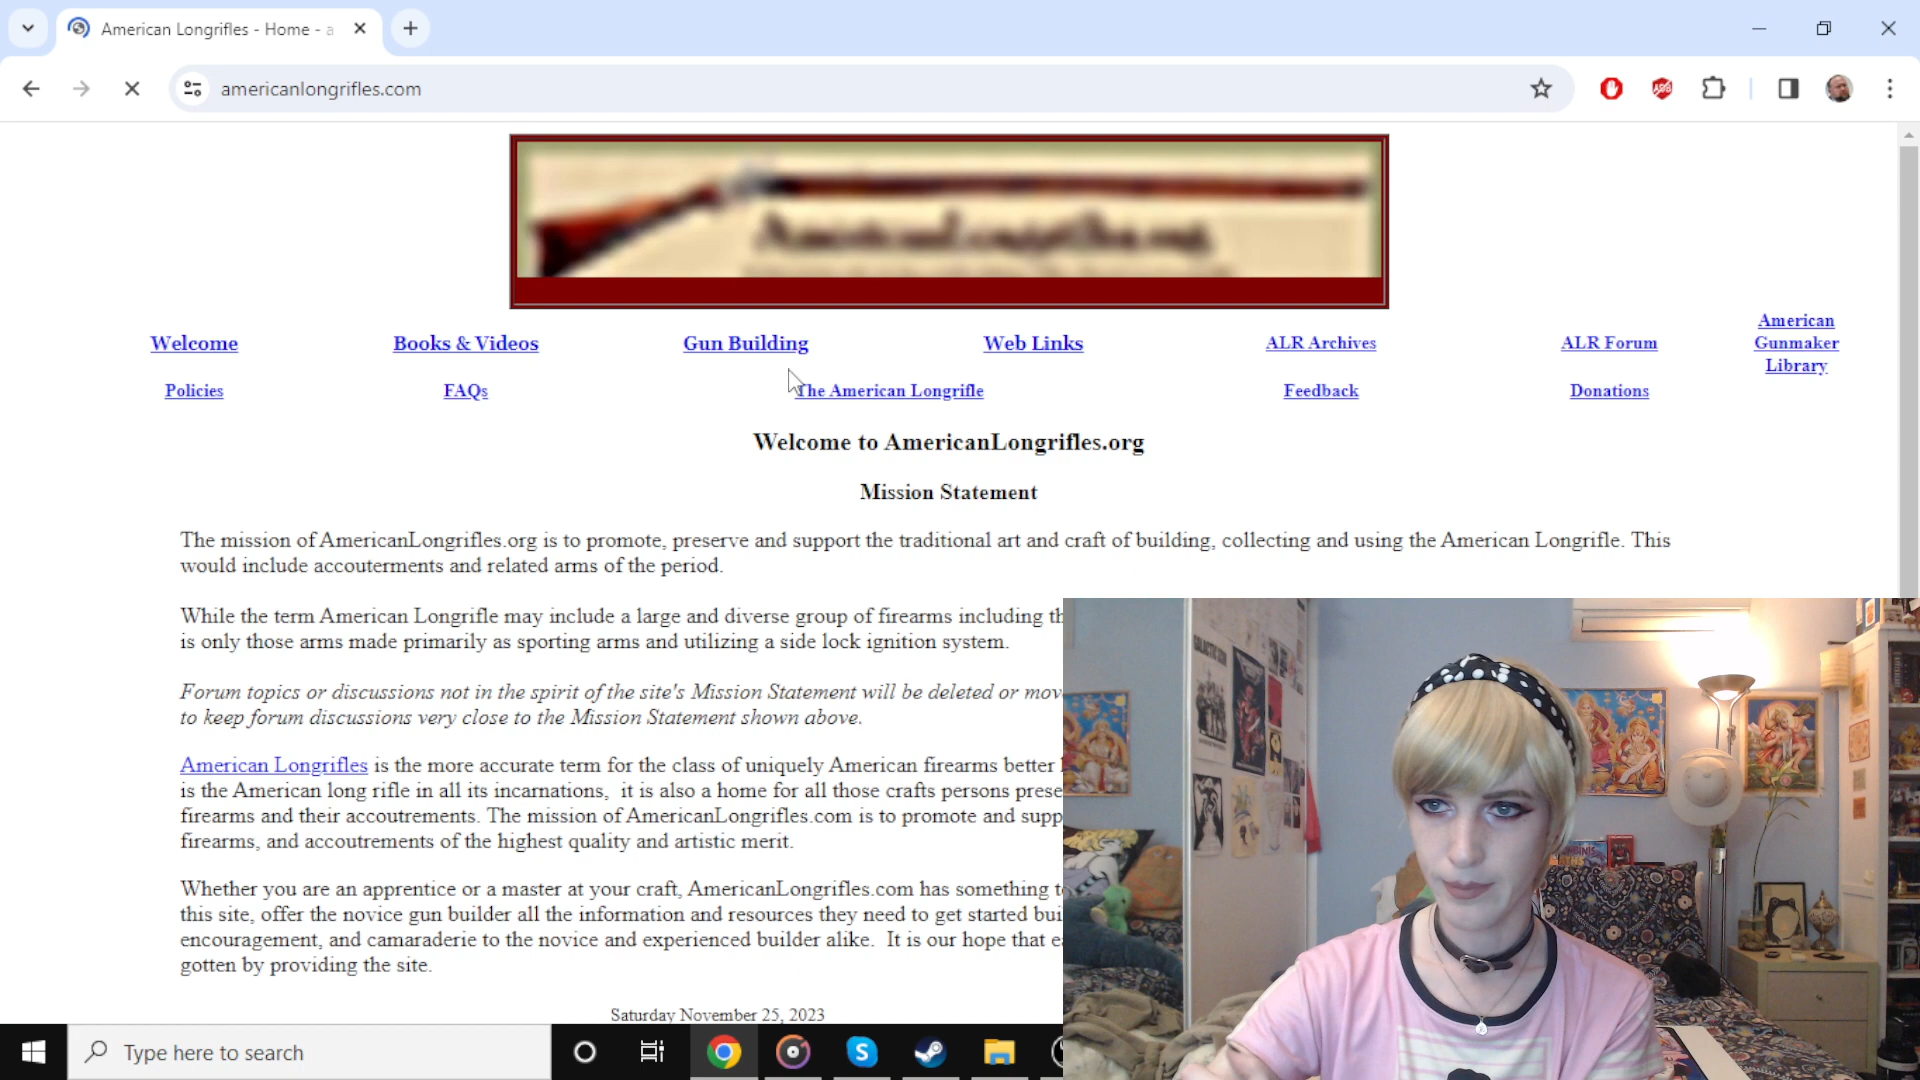 American Longrifles - Home - a
americanlongrifles.com
AmericanLongrifles.org
Welcome Books & Videos Gun Building Web Links ALR Archives ALR Forum American Gunmaker Library
Policies FAQs The American Longrifle Feedback Donations
Welcome to AmericanLongrifles.org
Mission Statement
The mission of AmericanLongrifles.org is to promote, preserve and support the traditional art and craft of building, collecting and using the American Longrifle. This
would include accouterments and related arms of the period.
While the term American Longrifle may include a large and diverse group of firearms including th
is only those arms made primarily as sporting arms and utilizing a side lock ignition system.
Forum topics or discussions not in the spirit of the site's Mission Statement will be deleted or mov
to keep forum discussions very close to the Mission Statement shown above.
American Longrifles is the more accurate term for the class of uniquely American firearms better
is the American long rifle in all its incarnations, it is also a home for all those crafts persons prese
firearms and their accoutrements. The mission of AmericanLongrifles.com is to promote and supp
firearms, and accoutrements of the highest quality and artistic merit.
Whether you are an apprentice or a master at your craft, AmericanLongrifles.com has something t
this site, offer the novice gun builder all the information and resources they need to get started bui
encouragement, and camaraderie to the novice and experienced builder alike. It is our hope that ea
gotten by providing the site.
Saturday November 25, 2023
Type here to search